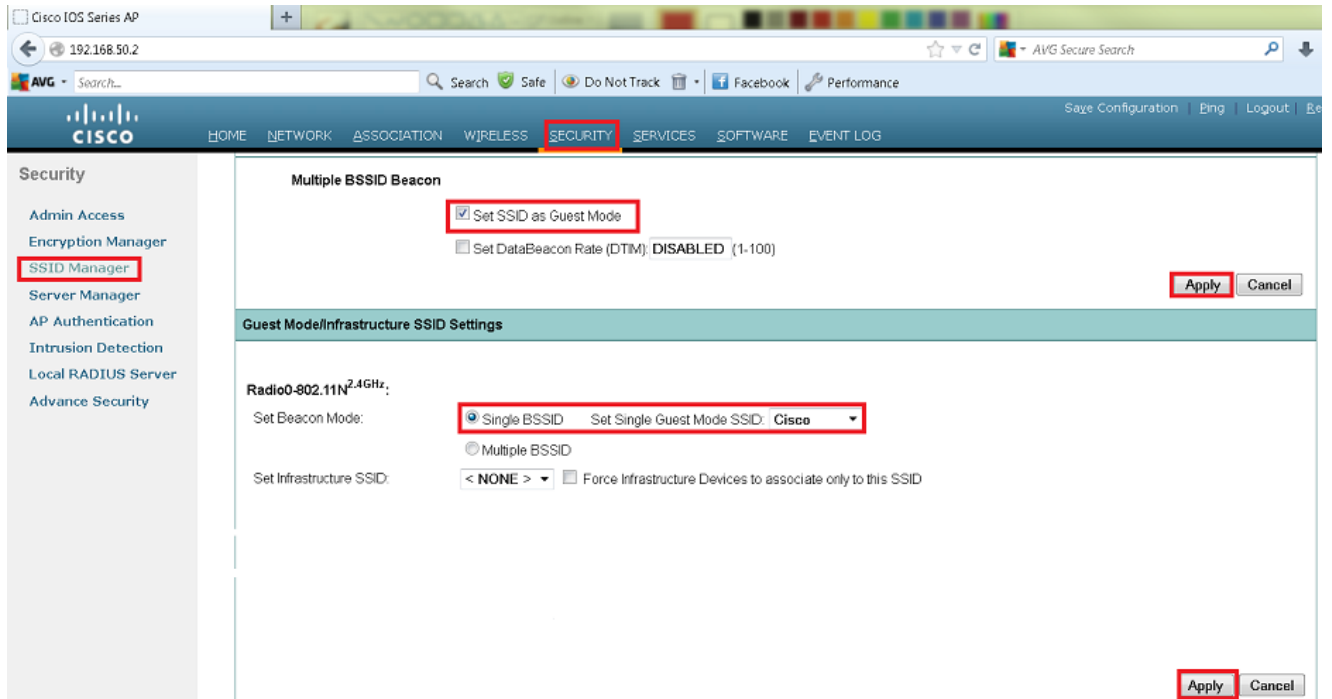 Cisco IOS Series AP +
192.168.50.2 AVG Secure Search
AVG Search... Search Safe Do Not Track Facebook Performance
Save Configuration | Ping | Logout | Re
CISCO
HOME NETWORK ASSOCIATION WIRELESS SECURITY SERVICES SOFTWARE EVENT LOG
Security
Admin Access
Encryption Manager
SSID Manager
Server Manager
AP Authentication
Intrusion Detection
Local RADIUS Server
Advance Security
Multiple BSSID Beacon
Set SSID as Guest Mode
Set DataBeacon Rate (DTIM): DISABLED (1-100)
Apply Cancel
Guest Mode/Infrastructure SSID Settings
Radio0-802.11N2.4GHz:
Set Beacon Mode: Single BSSID Set Single Guest Mode SSID: Cisco
Multiple BSSID
Set Infrastructure SSID: < NONE > Force Infrastructure Devices to associate only to this SSID
Apply Cancel